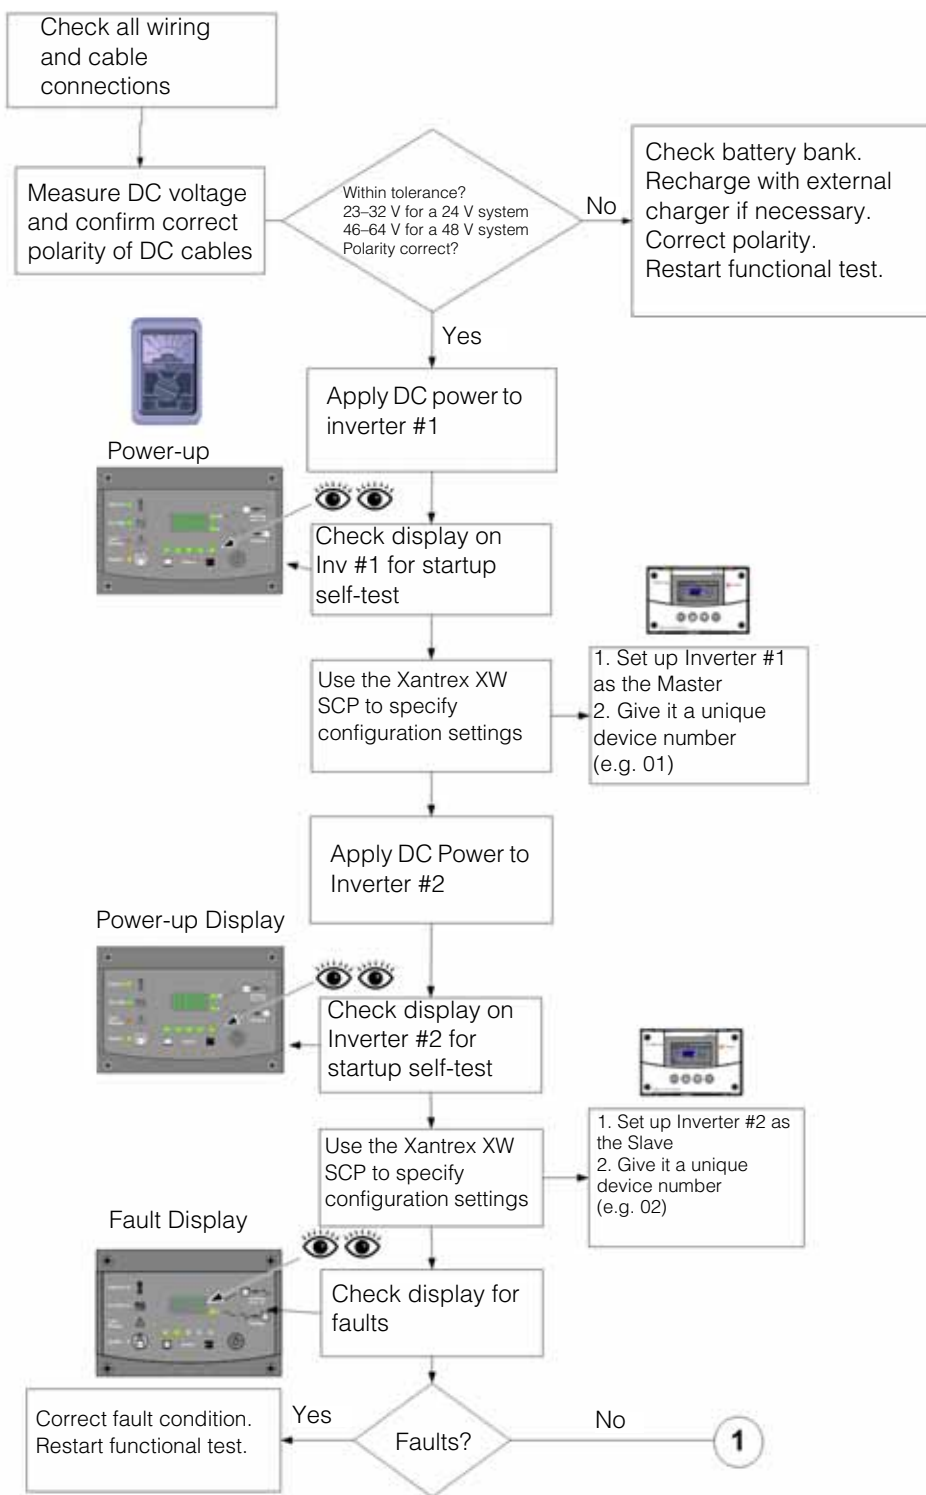 Check all wiring
and cable
connections
Measure DC voltage
and confirm correct
polarity of DC cables
Within tolerance?
23–32 V for a 24 V system
46–64 V for a 48 V system
Polarity correct?
No
Check battery bank.
Recharge with external
charger if necessary.
Correct polarity.
Restart functional test.
Yes
Apply DC power to
inverter #1
Power-up
Check display on
Inv #1 for startup
self-test
Use the Xantrex XW
SCP to specify
configuration settings
1. Set up Inverter #1
as the Master
2. Give it a unique
device number
(e.g. 01)
Apply DC Power to
Inverter #2
Power-up Display
Check display on
Inverter #2 for
startup self-test
Use the Xantrex XW
SCP to specify
configuration settings
1. Set up Inverter #2 as
the Slave
2. Give it a unique
device number
(e.g. 02)
Fault Display
Check display for
faults
Faults?
Yes
Correct fault condition.
Restart functional test.
No
1